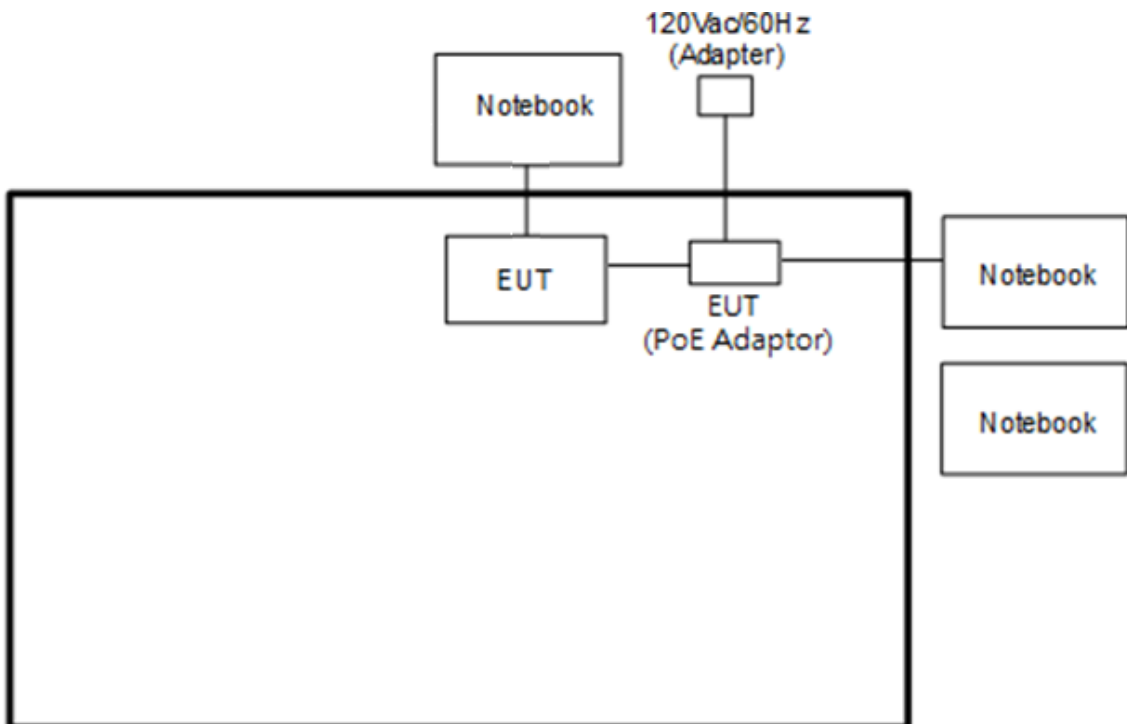 120Vac/60Hz
(Adapter)
Notebook
EUT
EUT
(PoE Adaptor)
Notebook
Notebook